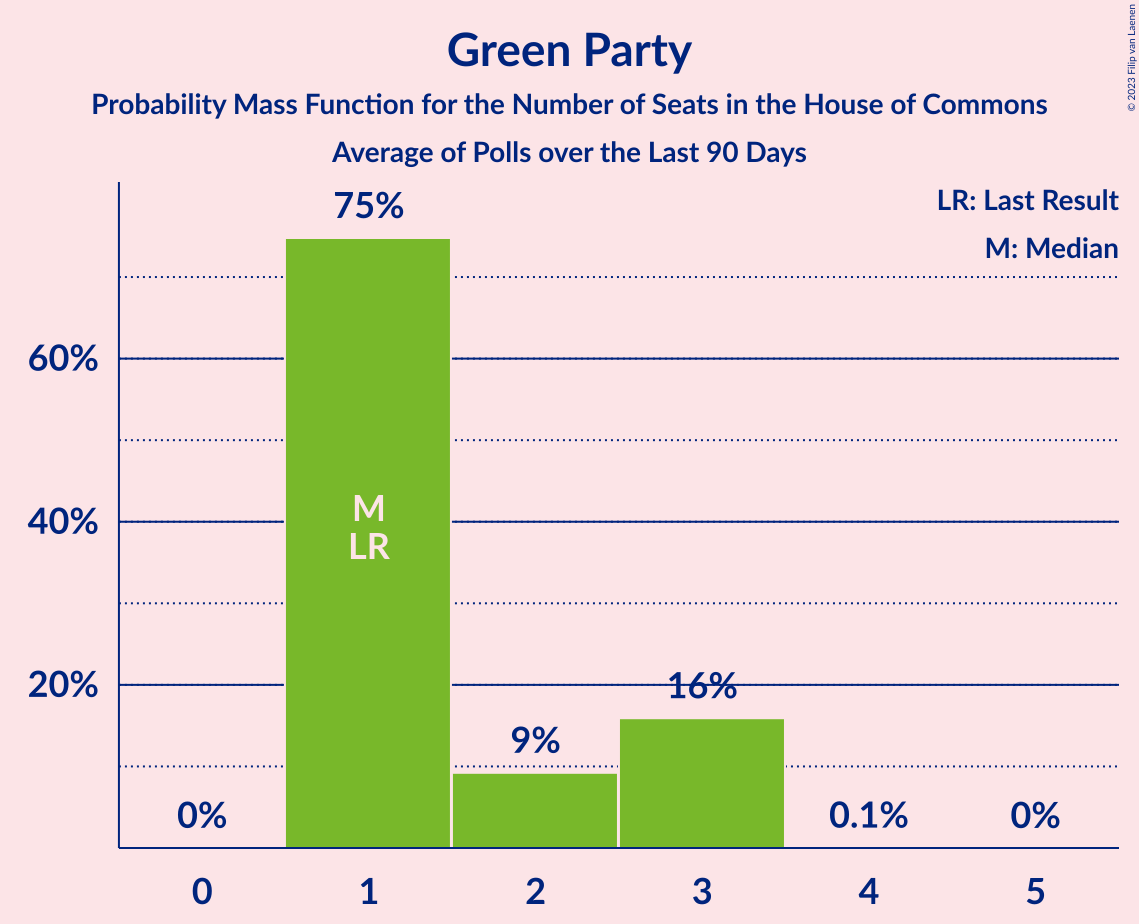 Green Party
Probability Mass Function for the Number of Seats in the House of Commons
Average of Polls over the Last 90 Days
© 2023 Filip van Laenen
LR: Last Result
M: Median
75%
60%
40%
20%
M
LR
0%
9%
16%
0.1%
0%
0 1 2 3 4 5